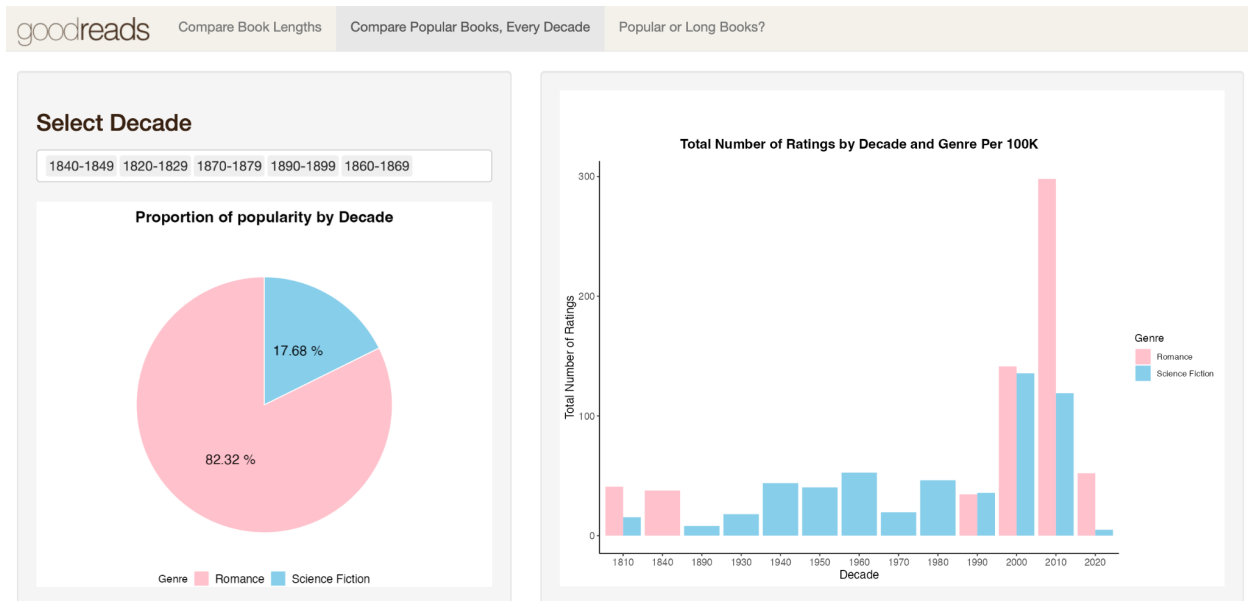 goodreads Compare Book Lengths Compare Popular Books, Every Decade Popular or Long Books?
Select Decade
1840-1849 1820-1829 1870-1879 1890-1899 1860-1869
Proportion of popularity by Decade
17.68 %
82.32 %
Genre Romance Science Fiction
Total Number of Ratings by Decade and Genre Per 100K
Total Number of Ratings
300
200
100
0
1810 1840 1890 1930 1940 1950 1960 1970 1980 1990 2000 2010 2020
Decade
Genre
Romance
Science Fiction